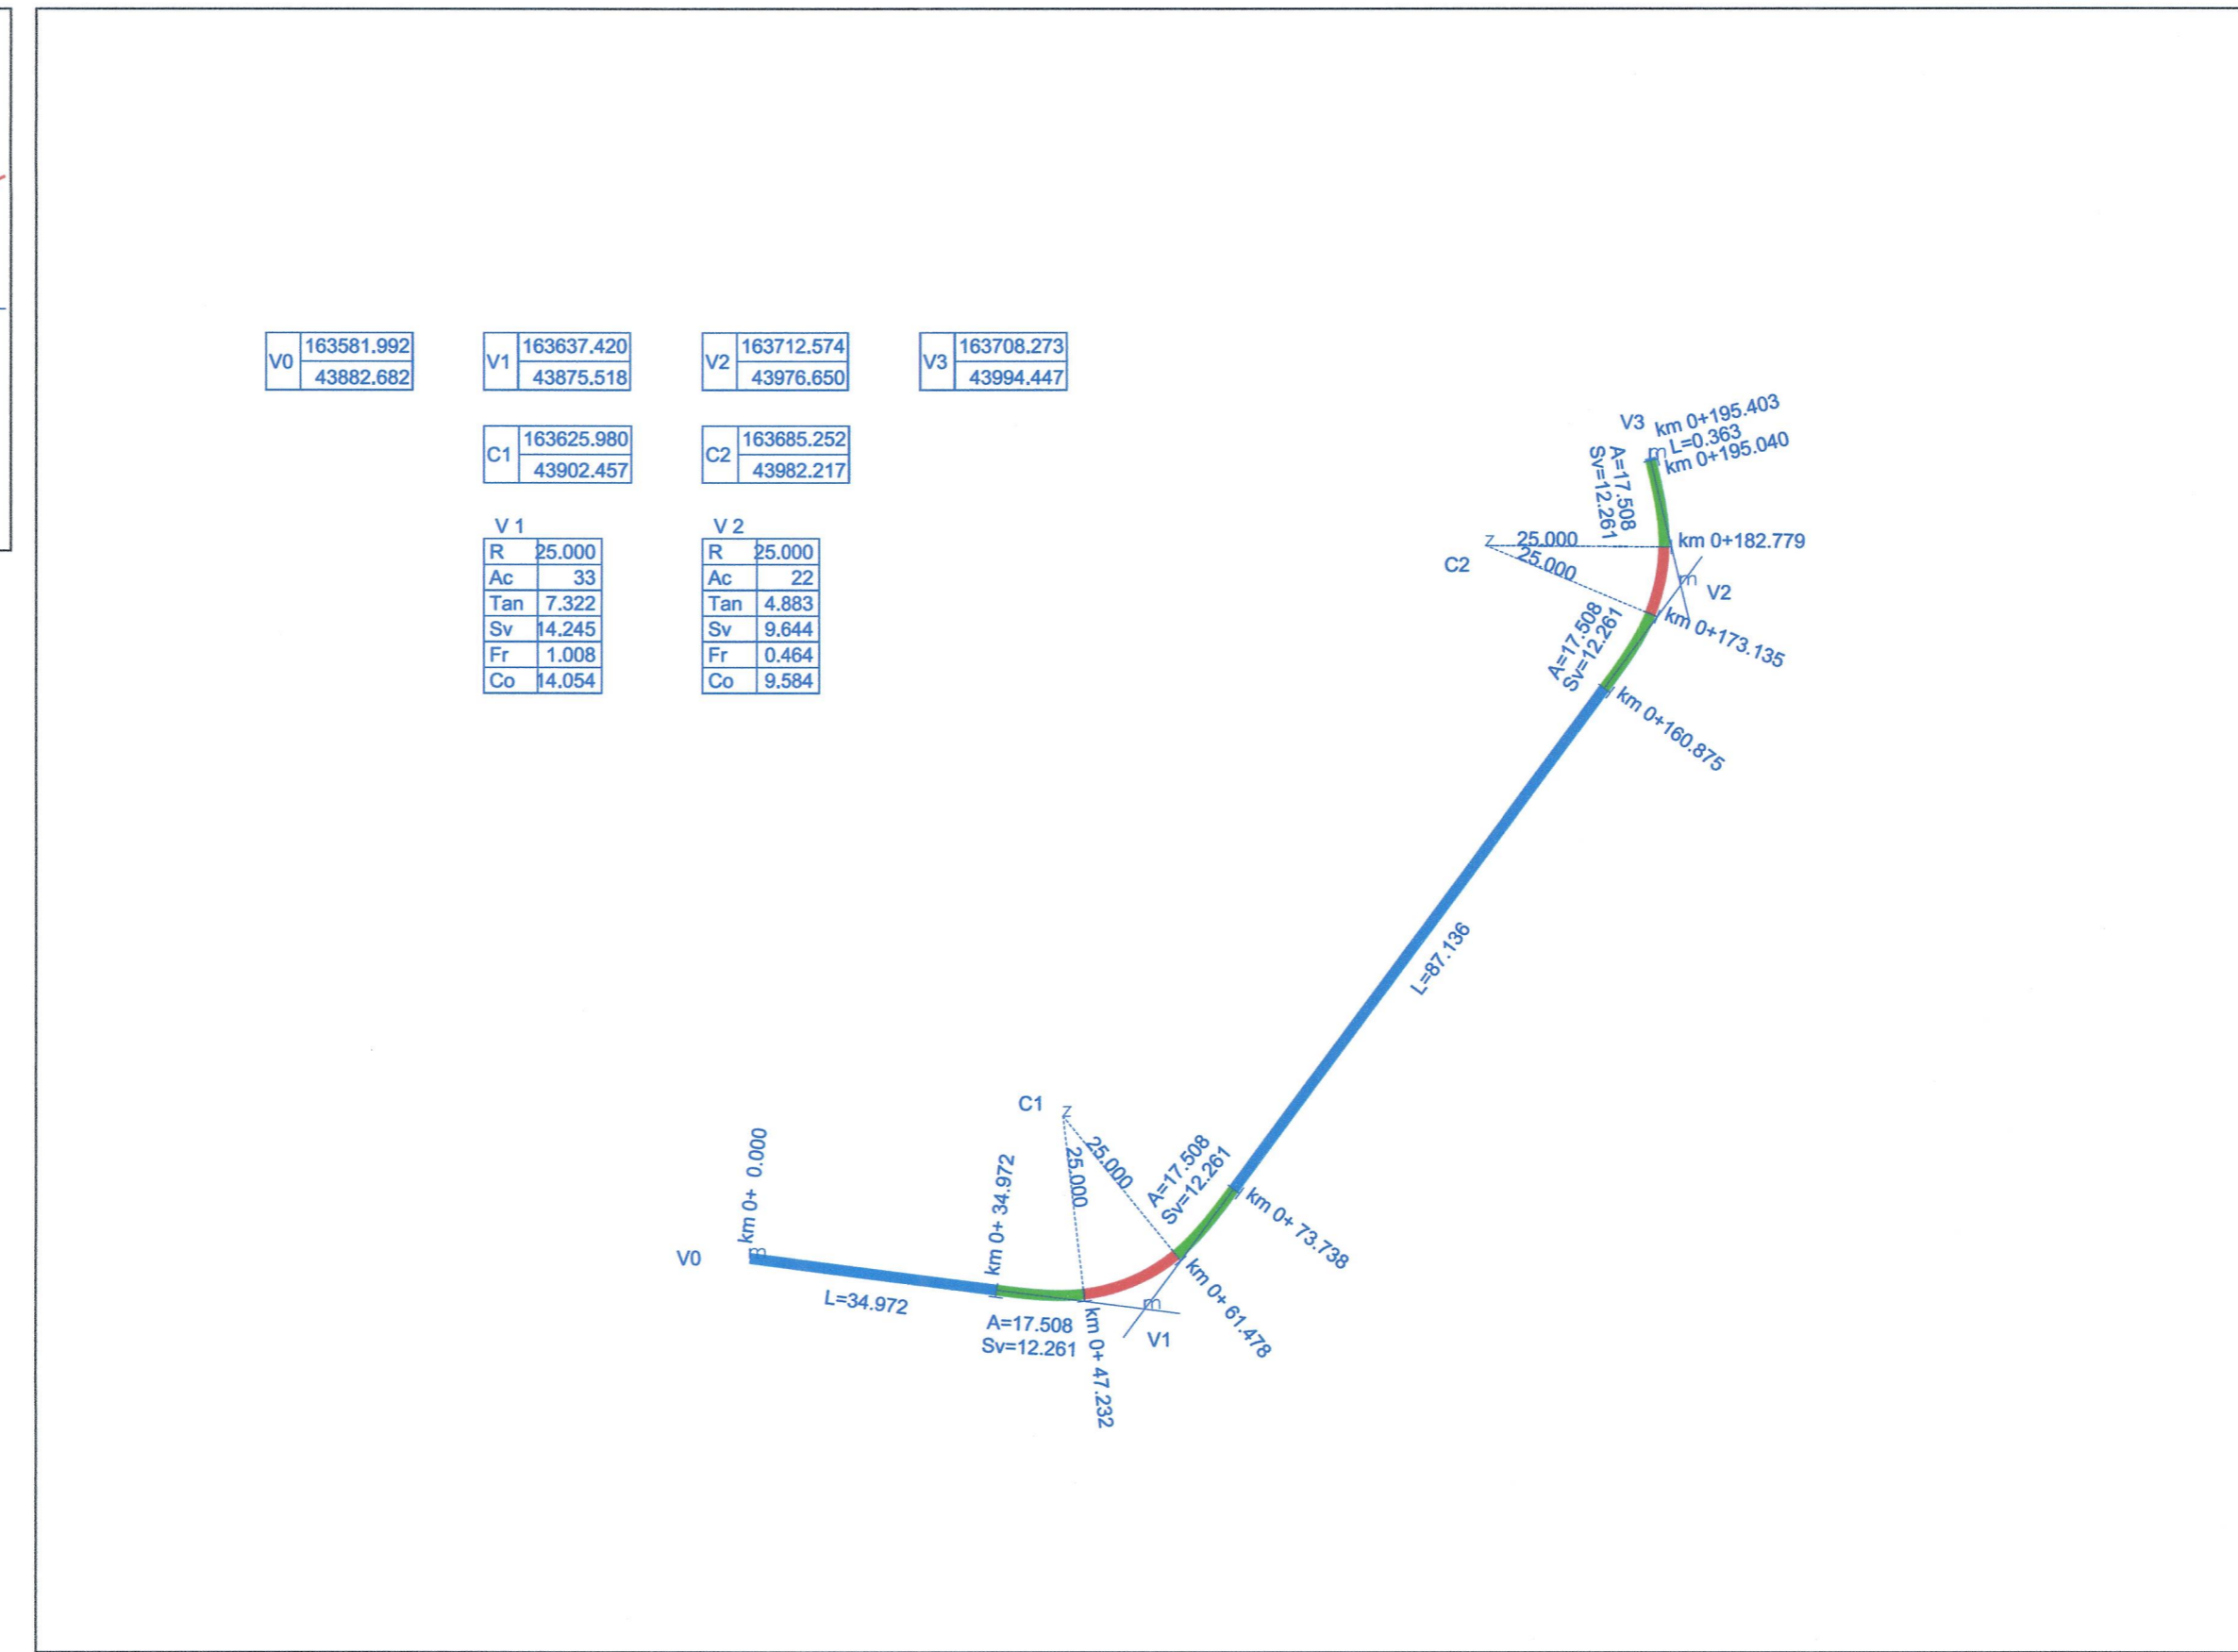 V0 163581.992
43882.682
V1 163637.420
43875.518
V2 163712.574
43976.650
V3 163708.273
43994.447
C1 163625.980
43902.457
C2 163685.252
43982.217
V 1
R 25.000
Ac 33
Tan 7.322
Sv 14.245
Fr 1.008
Co 14.054
V 2
R 25.000
Ac 22
Tan 4.883
Sv 9.644
Fr 0.464
Co 9.584
V3
km 0+195.403
L=0.363
m
km 0+195.040
A=17.508
Sv=12.261
km 0+182.779
z
25.000
25.000
C2
m
V2
km 0+173.135
A=17.508
Sv=12.261
km 0+160.875
L=87.136
C1
z
25.000
25.000
A=17.508
Sv=12.261
km 0+ 73.738
km 0+ 0.000
m
V0
L=34.972
km 0+ 34.972
A=17.508
Sv=12.261
km 0+ 47.232
m
V1
km 0+ 61.478